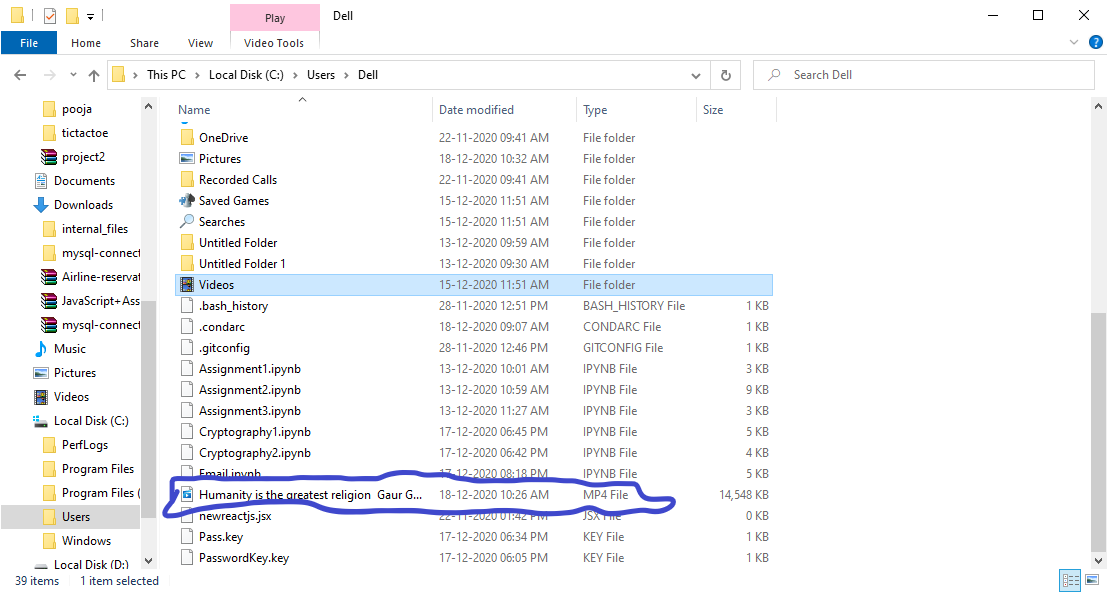 Play
Dell
File
Home
Share
View
Video Tools
This PC > Local Disk (C:) > Users > Dell
Search Dell
pooja
tictactoe
project2
Documents
Downloads
internal_files
mysql-connect
Airline-reservat
JavaScript+Ass
mysql-connect
Music
Pictures
Videos
Local Disk (C:)
PerfLogs
Program Files
Program Files (
Users
Windows
Local Disk (D:)
Name Date modified Type Size
OneDrive 22-11-2020 09:41 AM File folder
Pictures 18-12-2020 10:32 AM File folder
Recorded Calls 22-11-2020 09:41 AM File folder
Saved Games 15-12-2020 11:51 AM File folder
Searches 15-12-2020 11:51 AM File folder
Untitled Folder 13-12-2020 09:59 AM File folder
Untitled Folder 1 13-12-2020 09:30 AM File folder
Videos 15-12-2020 11:51 AM File folder
.bash_history 28-11-2020 12:51 PM BASH_HISTORY File 1 KB
.condarc 18-12-2020 09:07 AM CONDARC File 1 KB
.gitconfig 28-11-2020 12:46 PM GITCONFIG File 1 KB
Assignment1.ipynb 13-12-2020 10:01 AM IPYNB File 3 KB
Assignment2.ipynb 13-12-2020 10:59 AM IPYNB File 9 KB
Assignment3.ipynb 13-12-2020 11:27 AM IPYNB File 3 KB
Cryptography1.ipynb 17-12-2020 06:45 PM IPYNB File 5 KB
Cryptography2.ipynb 17-12-2020 06:42 PM IPYNB File 4 KB
Email.ipynb 17-12-2020 08:18 PM IPYNB File 5 KB
Humanity is the greatest religion Gaur G... 18-12-2020 10:26 AM MP4 File 14,548 KB
newreactjs.jsx 22-11-2020 01:42 PM JSX File 0 KB
Pass.key 17-12-2020 06:34 PM KEY File 1 KB
PasswordKey.key 17-12-2020 06:05 PM KEY File 1 KB
39 items 1 item selected